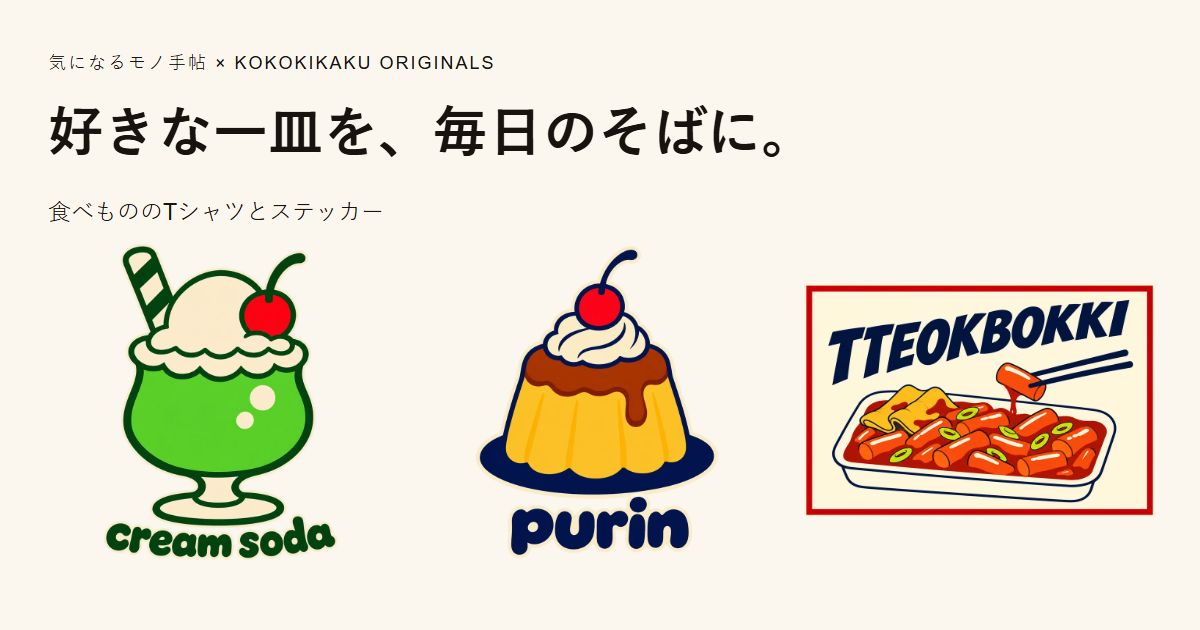 気になるモノ手帖 × KOKOKIKAKU ORIGINALS
好きな一皿を、毎日のそばに。
食べもののTシャツとステッカー
cream soda
purin
TTEOKBOKKI